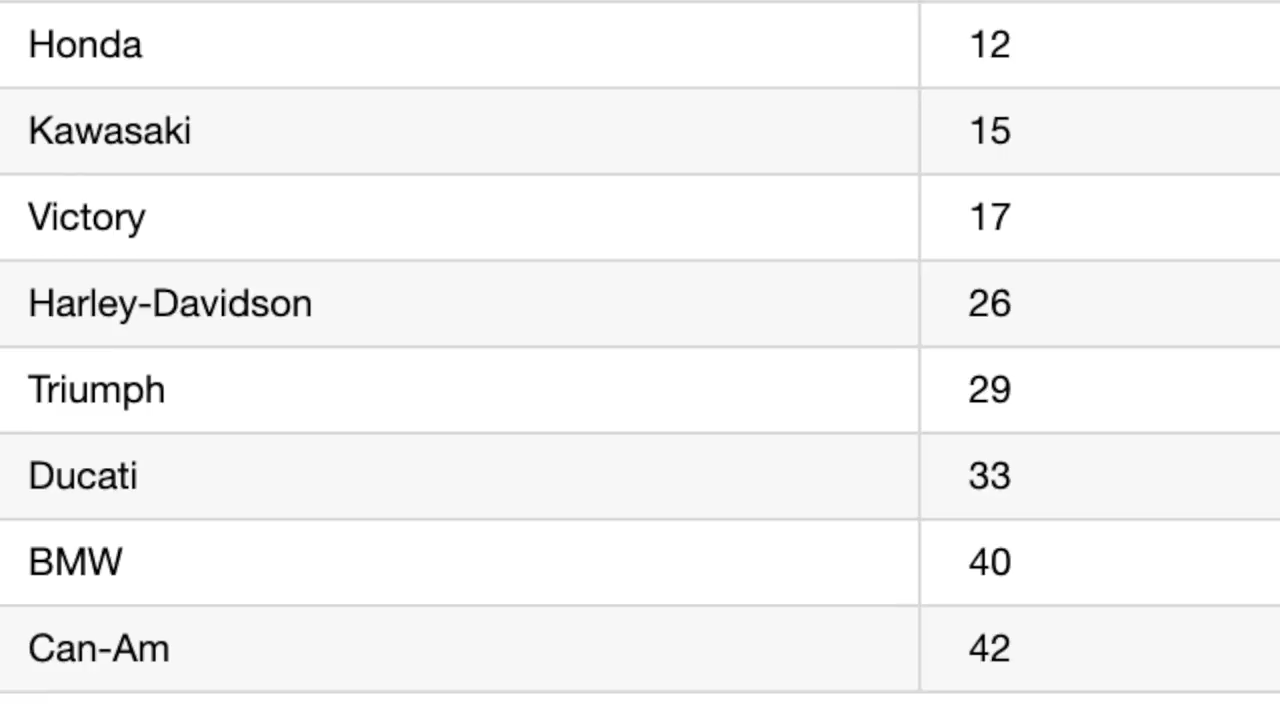 Honda 12
Kawasaki 15
Victory 17
Harley-Davidson 26
Triumph 29
Ducati 33
BMW 40
Can-Am 42